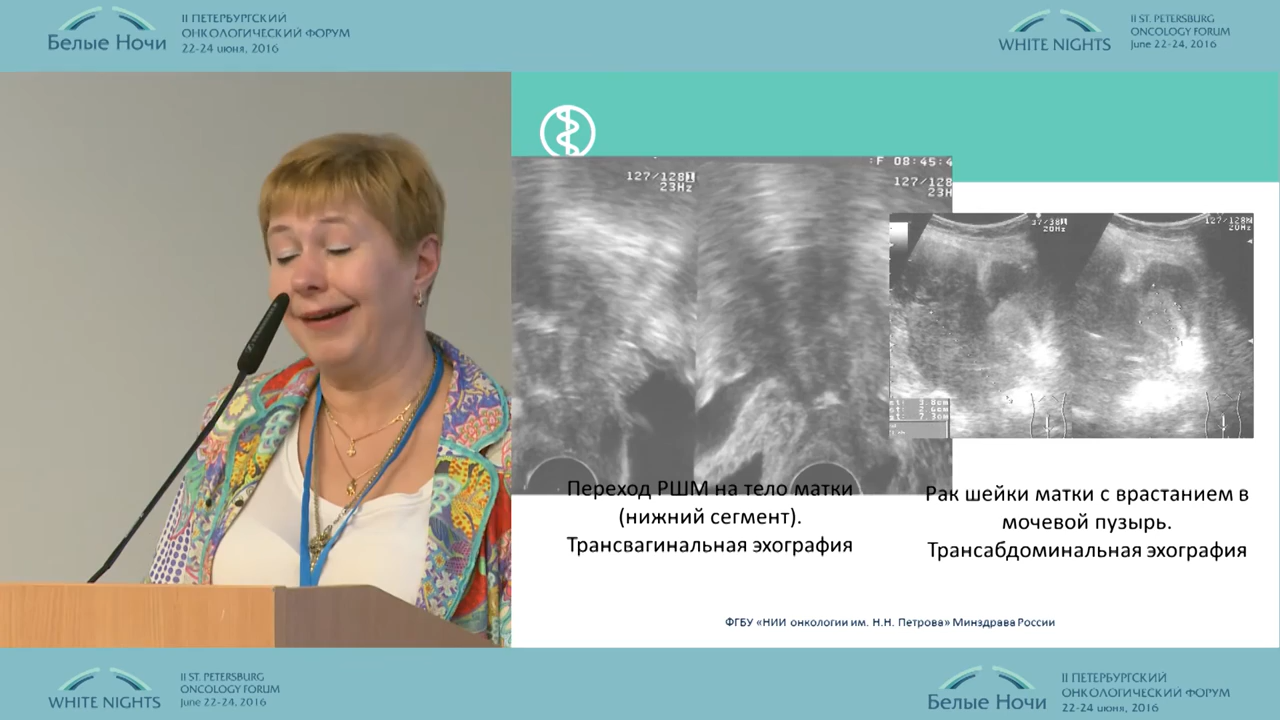 II ПЕТЕРБУРГСКИЙ
ОНКОЛОГИЧЕСКИЙ ФОРУМ
Белые Ночи
22-24 июня, 2016
II ST. PETERSBURG
ONCOLOGY FORUM
WHITE NIGHTS
June 22-24, 2016
:F 08:45:4
127/128
23Hz
127/128
23Hz
37/38
20Hz
127/128
20Hz
Переход РШМ на тело матки
(нижний сегмент).
Трансвагинальная эхография
Рак шейки матки с врастанием в
мочевой пузырь.
Трансабдоминальная эхография
ФГБУ «НИИ онкологии им. Н.Н. Петрова» Минздрава России
II ST. PETERSBURG
ONCOLOGY FORUM
WHITE NIGHTS
June 22-24, 2016
II ПЕТЕРБУРГСКИЙ
ОНКОЛОГИЧЕСКИЙ ФОРУМ
Белые Ночи
22-24 июня, 2016